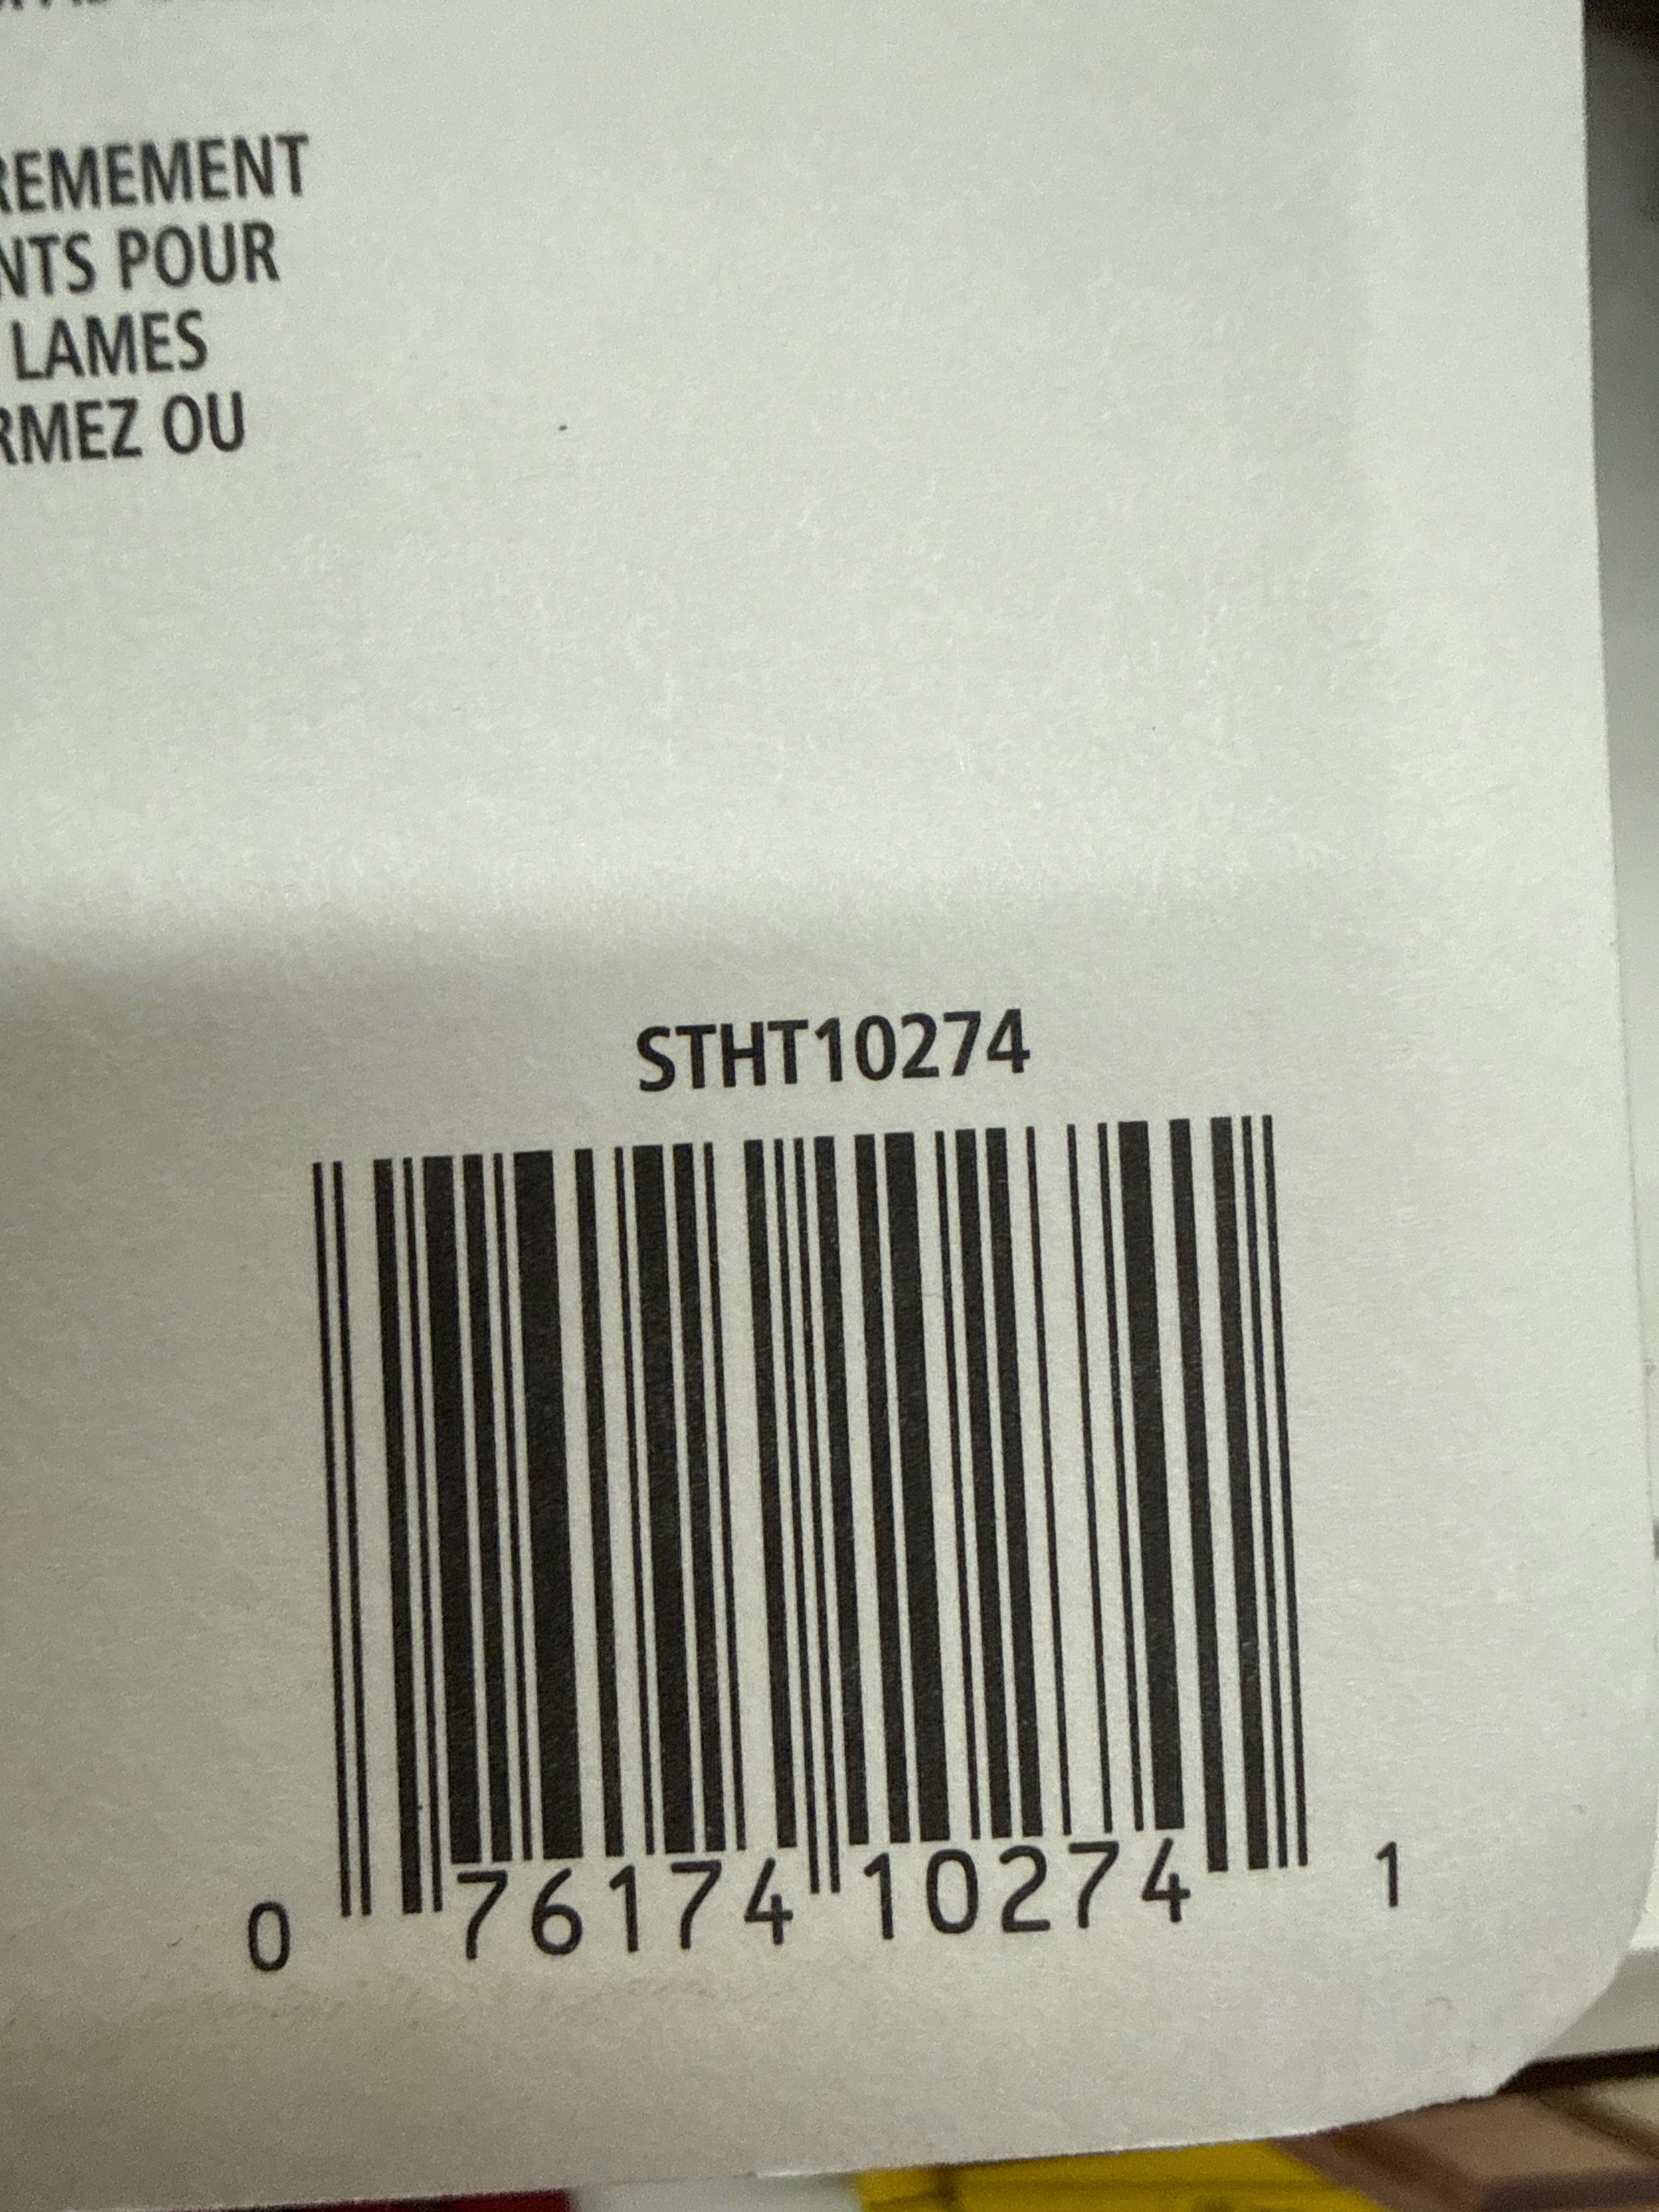 REMEMENT
NTS POUR
LAMES
RMEZ OU
STHT10274
0 76174 10274 1